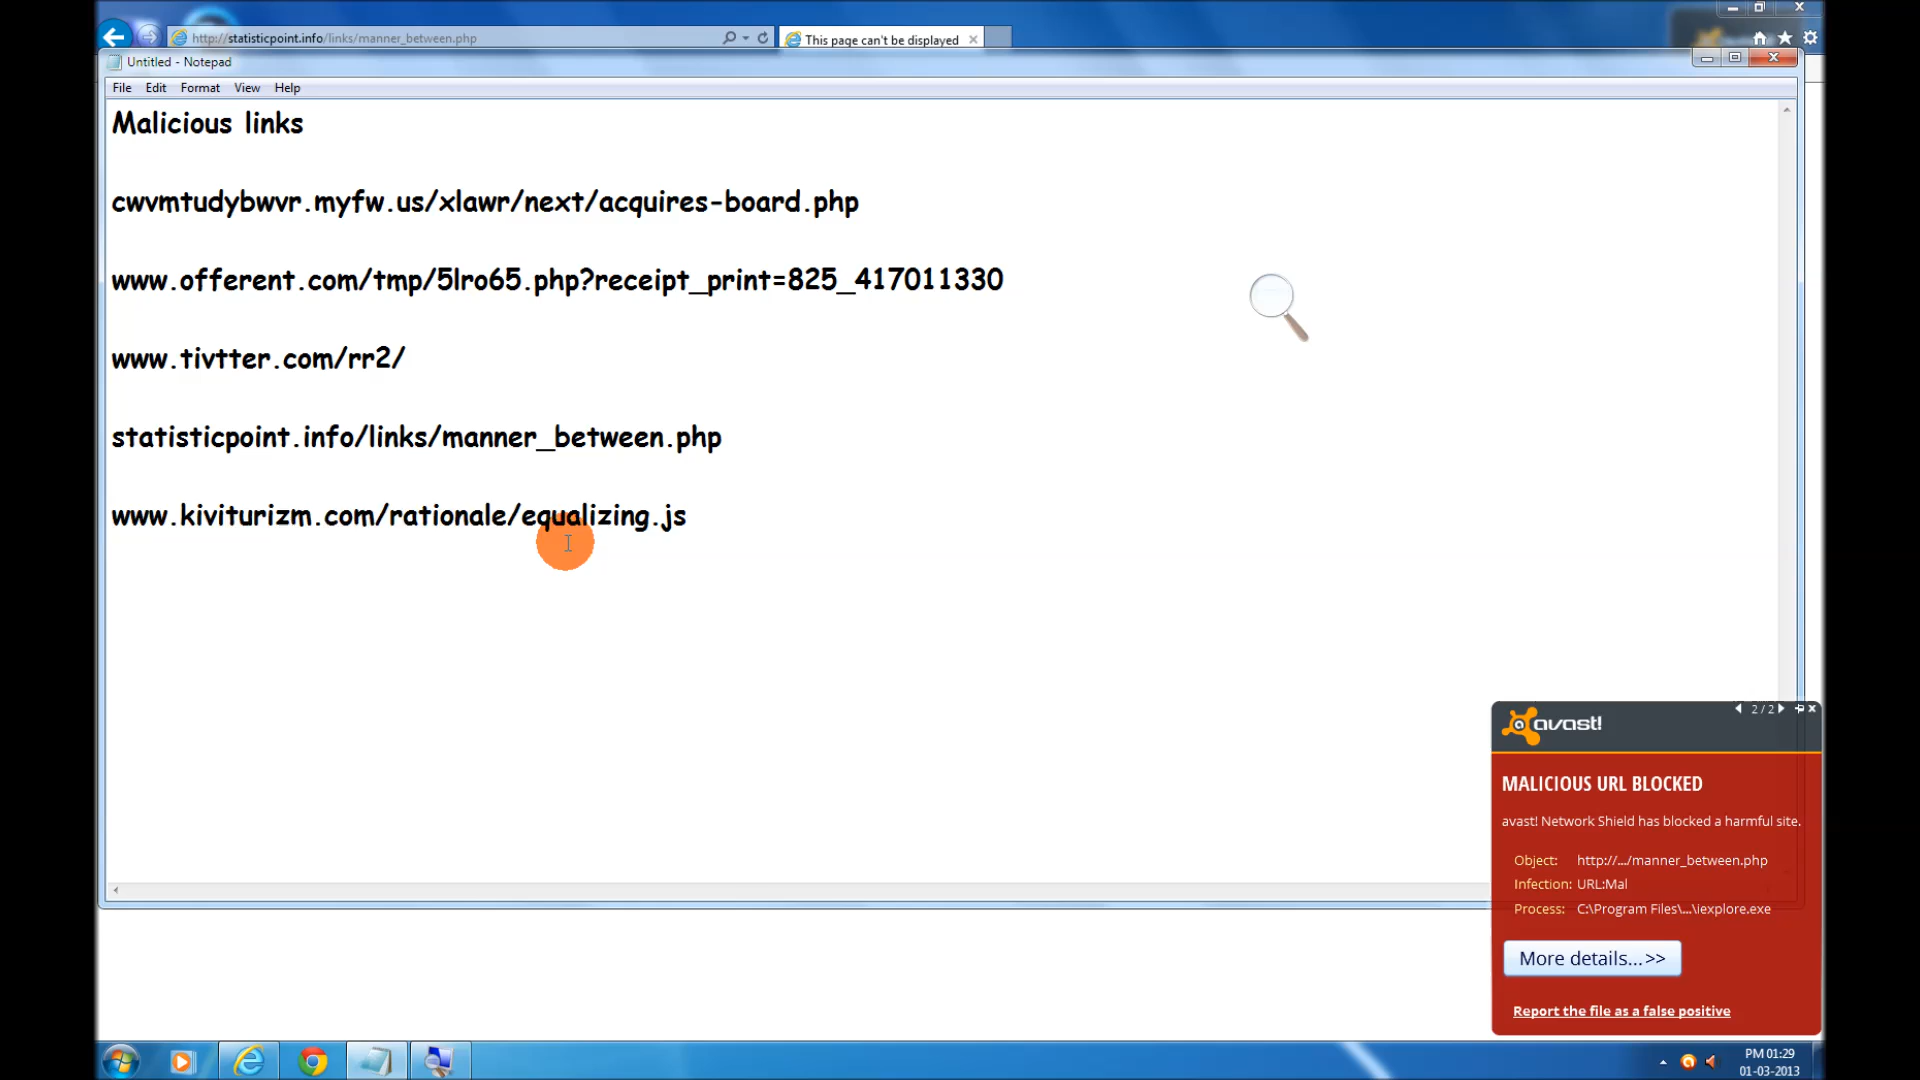 http://statisticpoint.info/links/manner_between.php
This page can't be displayed
Untitled - Notepad
File Edit Format View Help
Malicious links
cwvmtudybwvr.myfw.us/xlawr/next/acquires-board.php
www.offerent.com/tmp/5lro65.php?receipt_print=825_417011330
www.tivtter.com/rr2/
statisticpoint.info/links/manner_between.php
www.kiviturizm.com/rationale/equalizing.js
2 / 2
avast!
MALICIOUS URL BLOCKED
avast! Network Shield has blocked a harmful site.
Object: http://.../manner_between.php
Infection: URL:Mal
Process: C:\Program Files\...\iexplore.exe
More details... >>
Report the file as a false positive
PM 01:29
01-03-2013